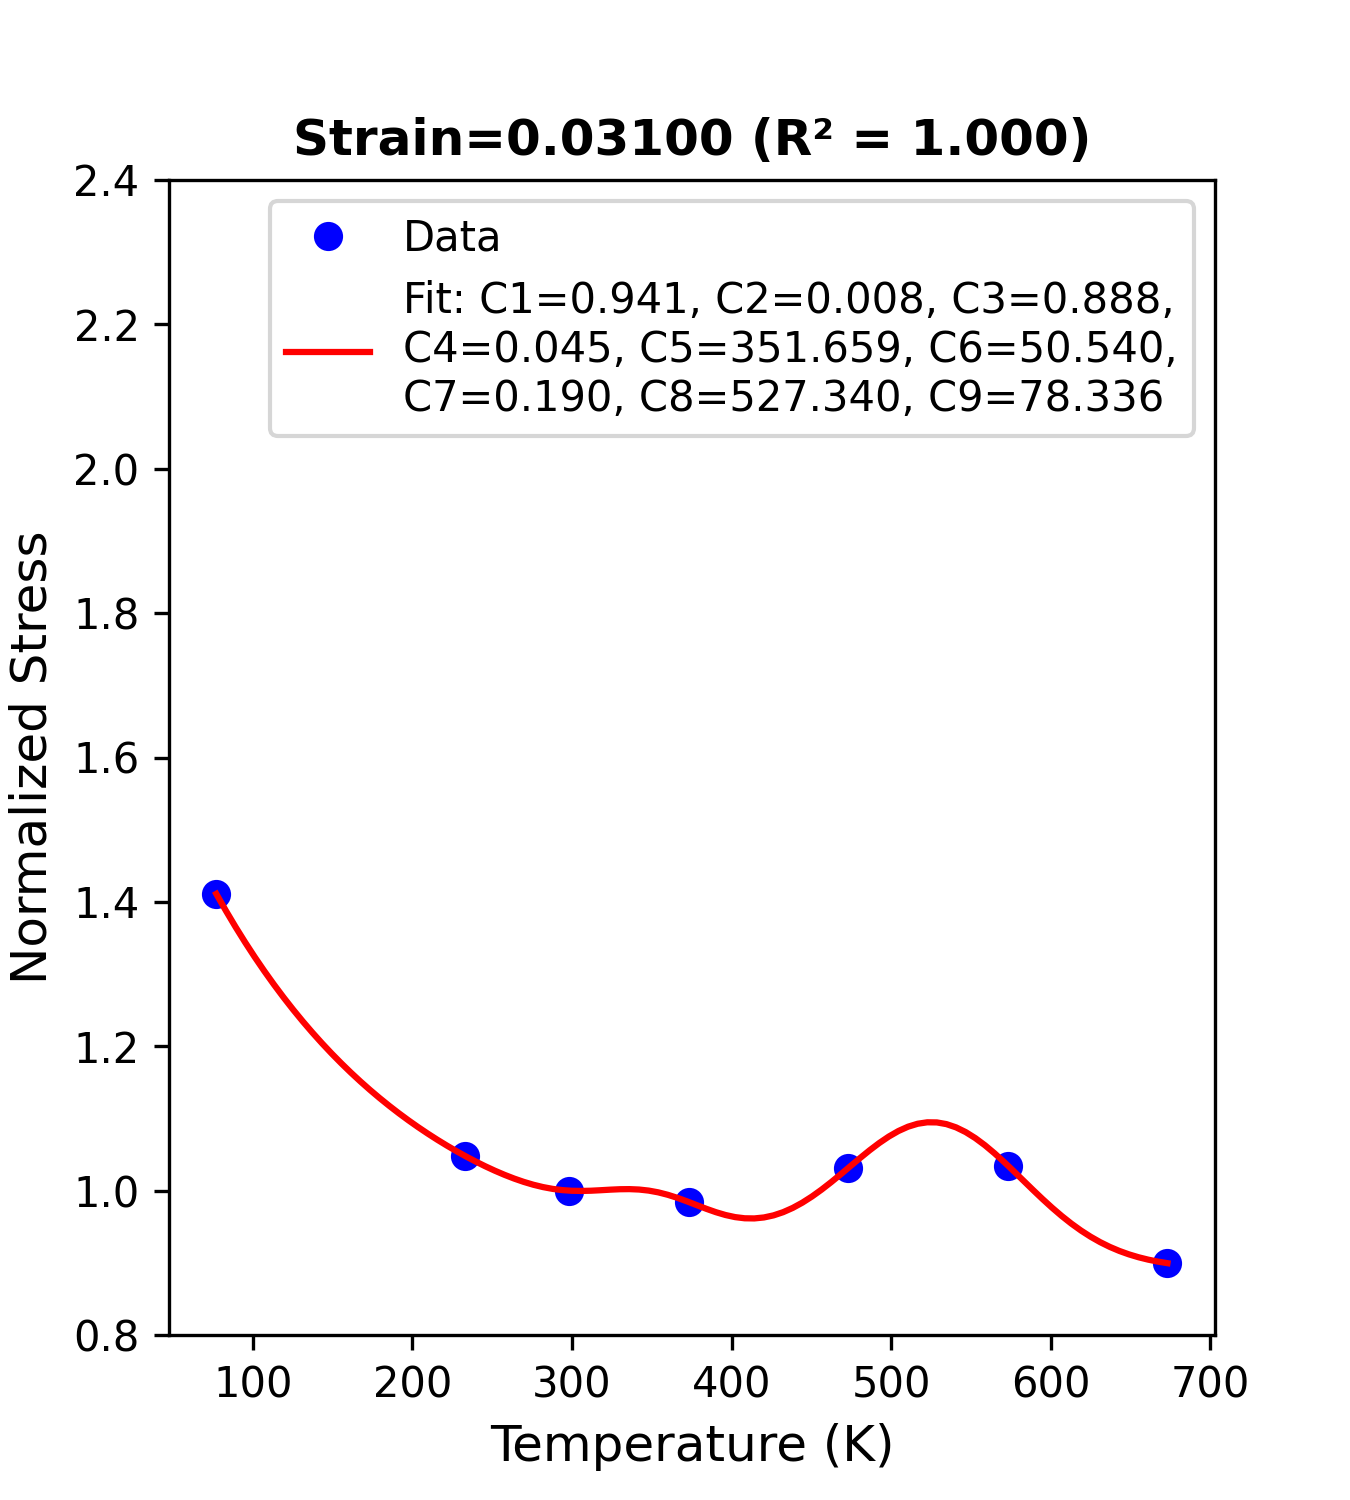 Strain=0.03100 (R² = 1.000)
Data
Fit: C1=0.941, C2=0.008, C3=0.888,
C4=0.045, C5=351.659, C6=50.540,
C7=0.190, C8=527.340, C9=78.336
2.4
2.2
2.0
1.8
1.6
1.4
1.2
1.0
0.8
Normalized Stress
100 200 300 400 500 600 700
Temperature (K)